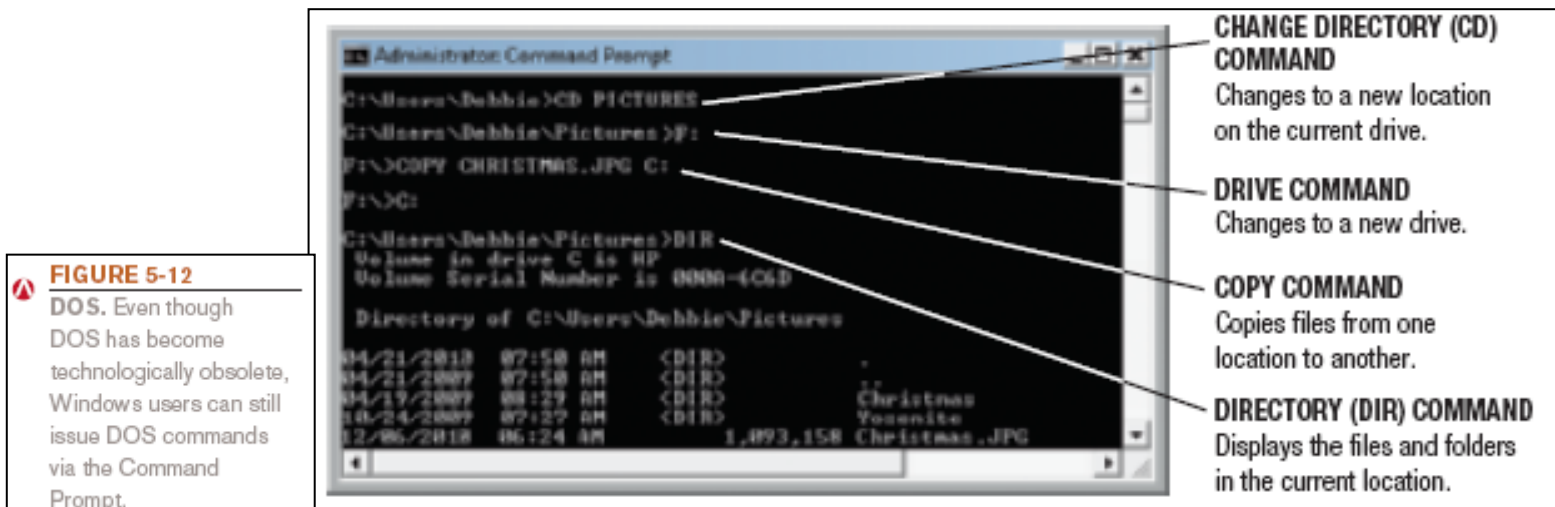 Administrator: Command Prompt
C:\Users\Debbie>CD PICTURES
C:\Users\Debbie\Pictures>F:
F:\>COPY CHRISTMAS.JPG C:
F:\>C:
C:\Users\Debbie\Pictures>DIR
Volume in drive C is HP
Volume Serial Number is 000A-6C6D
Directory of C:\Users\Debbie\Pictures
04/21/2010 07:50 AM <DIR> .
04/21/2009 07:50 AM <DIR> ..
04/19/2009 08:29 AM <DIR> Christmas
10/24/2009 07:27 AM <DIR> Yosemite
12/06/2010 06:24 AM 1,093,158 Christmas.JPG
CHANGE DIRECTORY (CD)
COMMAND
Changes to a new location
on the current drive.
DRIVE COMMAND
Changes to a new drive.
COPY COMMAND
Copies files from one
location to another.
DIRECTORY (DIR) COMMAND
Displays the files and folders
in the current location.
FIGURE 5-12
DOS. Even though
DOS has become
technologically obsolete,
Windows users can still
issue DOS commands
via the Command
Prompt.